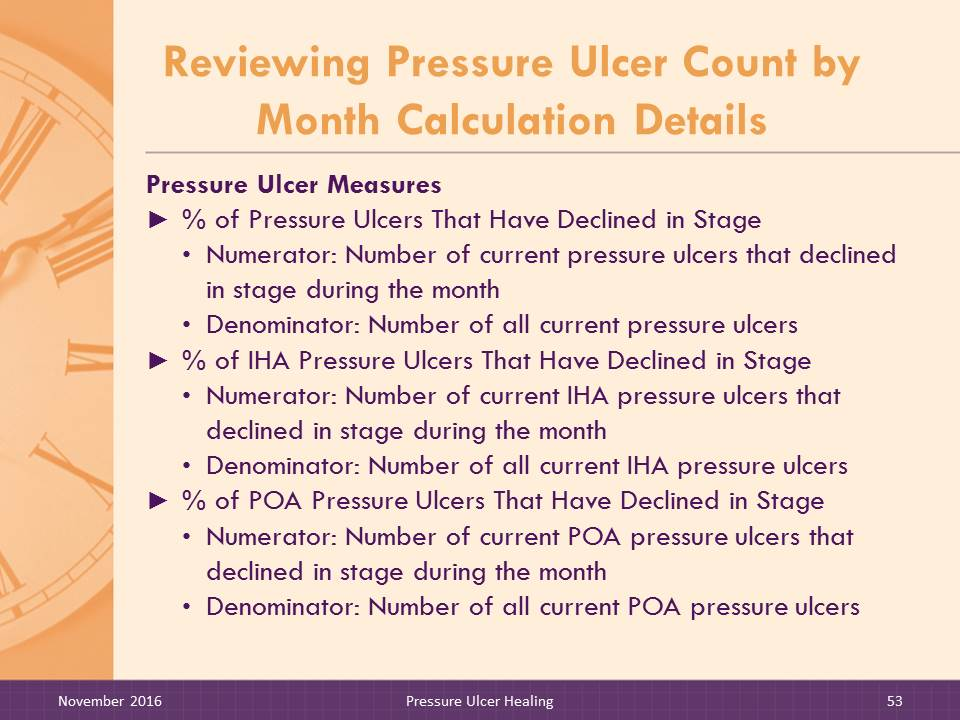 Reviewing Pressure Ulcer Count by
Month Calculation Details
Pressure Ulcer Measures
► % of Pressure Ulcers That Have Declined in Stage
• Numerator: Number of current pressure ulcers that declined
in stage during the month
• Denominator: Number of all current pressure ulcers
► % of IHA Pressure Ulcers That Have Declined in Stage
• Numerator: Number of current IHA pressure ulcers that
declined in stage during the month
• Denominator: Number of all current IHA pressure ulcers
► % of POA Pressure Ulcers That Have Declined in Stage
• Numerator: Number of current POA pressure ulcers that
declined in stage during the month
• Denominator: Number of all current POA pressure ulcers
November 2016 Pressure Ulcer Healing 53